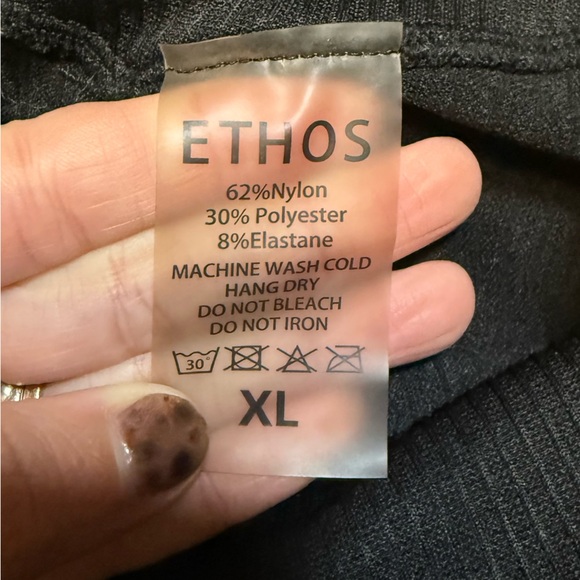 ETHOS
62%Nylon
30% Polyester
8%Elastane
MACHINE WASH COLD
HANG DRY
DO NOT BLEACH
DO NOT IRON
30°
XL